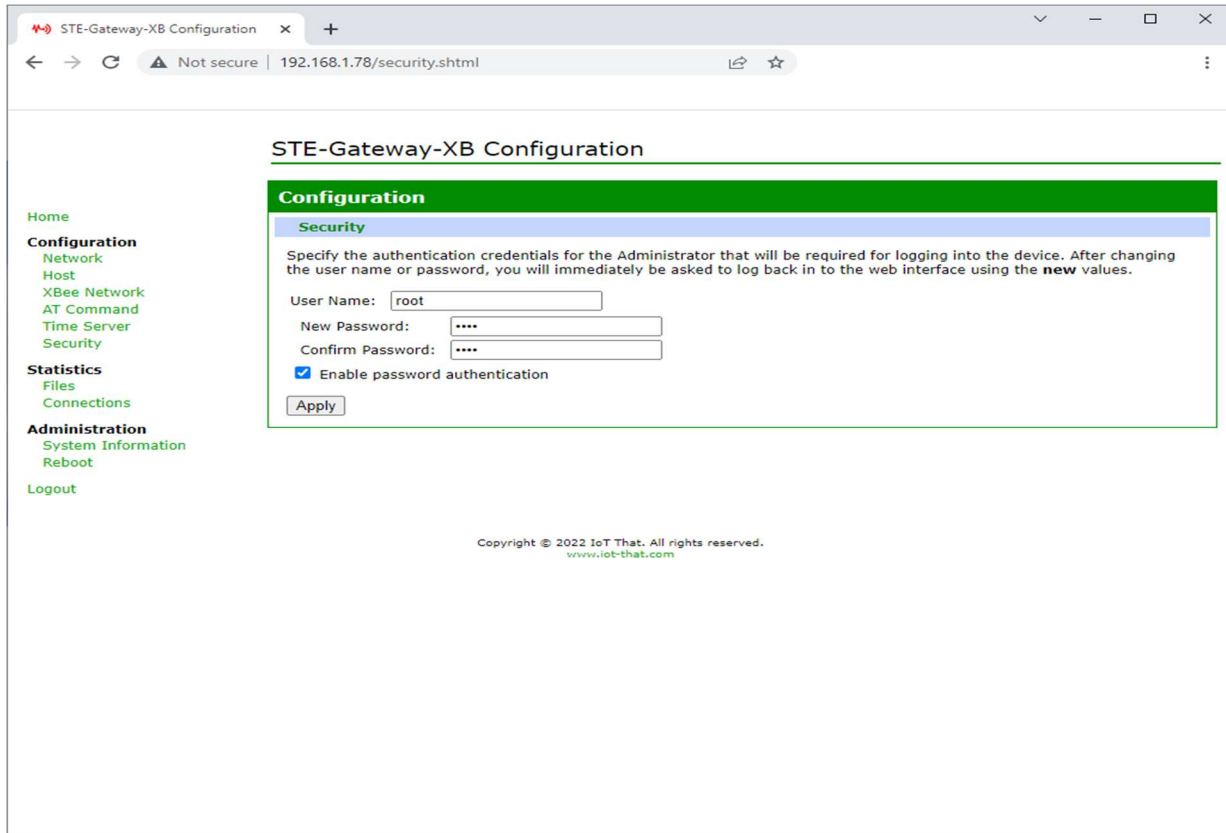 STE-Gateway-XB Configuration
Not secure | 192.168.1.78/security.shtml
STE-Gateway-XB Configuration
Home
Configuration
Network
Host
XBee Network
AT Command
Time Server
Security
Statistics
Files
Connections
Administration
System Information
Reboot
Logout
Configuration
Security
Specify the authentication credentials for the Administrator that will be required for logging into the device. After changing
the user name or password, you will immediately be asked to log back in to the web interface using the new values.
User Name: root
New Password: ••••
Confirm Password: ••••
Enable password authentication
Apply
Copyright © 2022 IoT That. All rights reserved.
www.iot-that.com